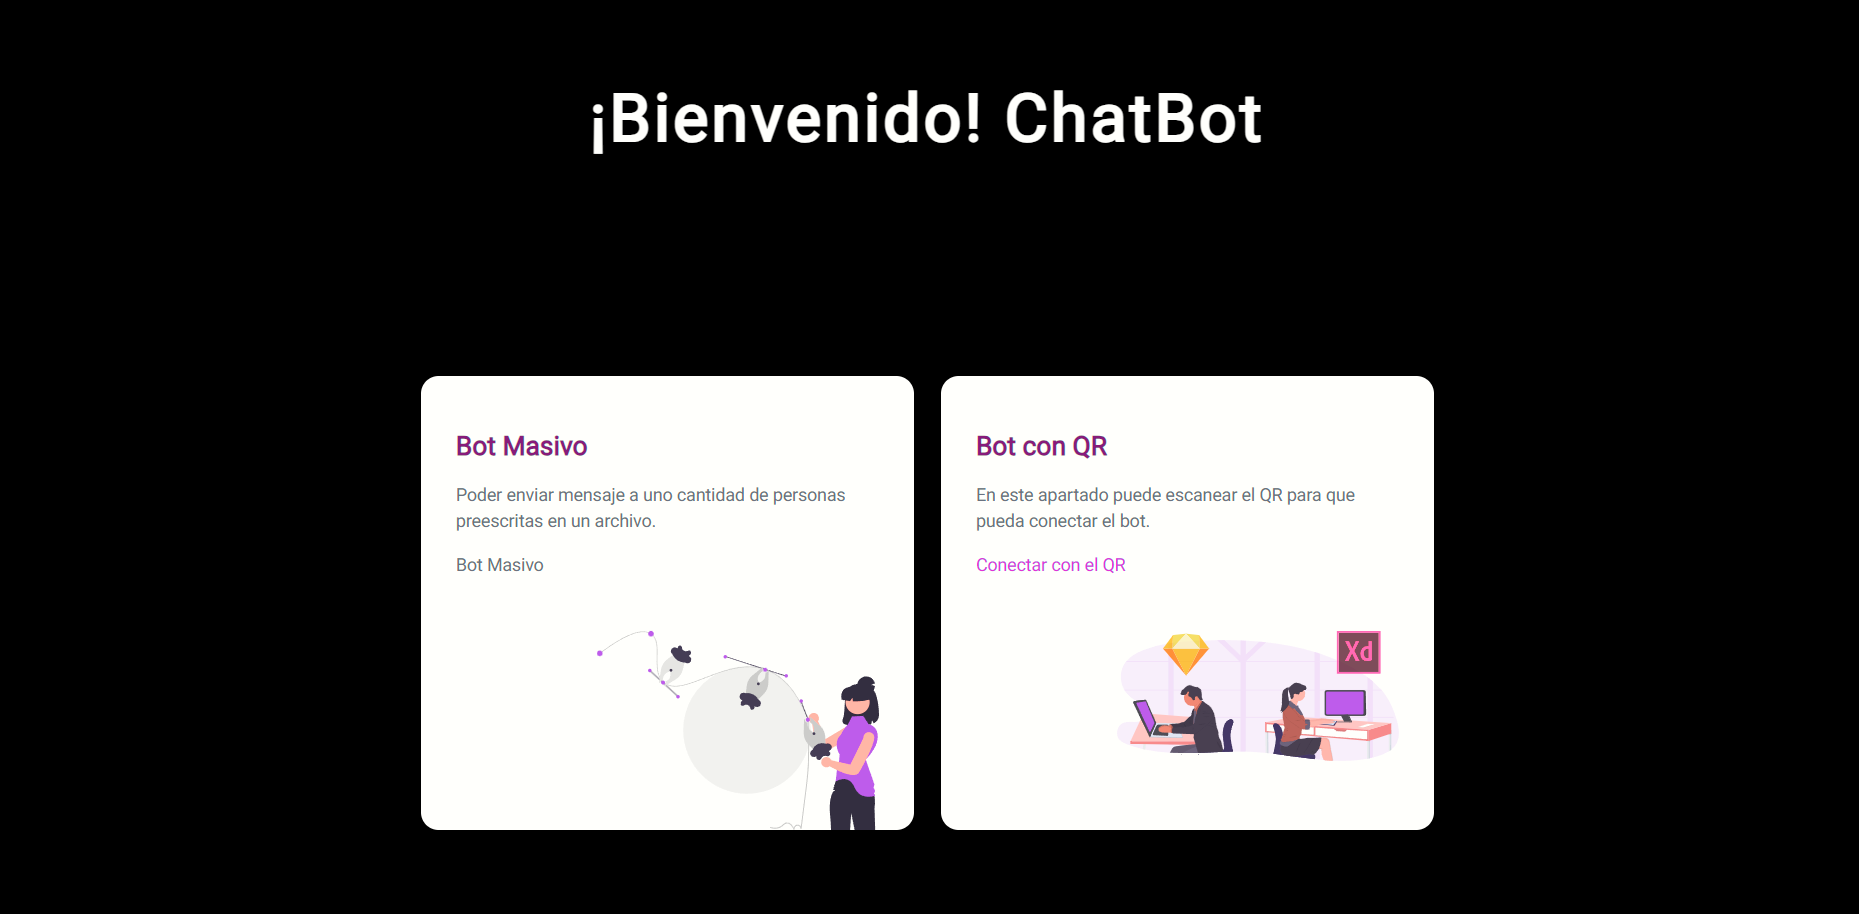 ¡Bienvenido! ChatBot
Bot Masivo
Poder enviar mensaje a uno cantidad de personas
preescritas en un archivo.
Bot Masivo
Bot con QR
En este apartado puede escanear el QR para que
pueda conectar el bot.
Conectar con el QR
Xd